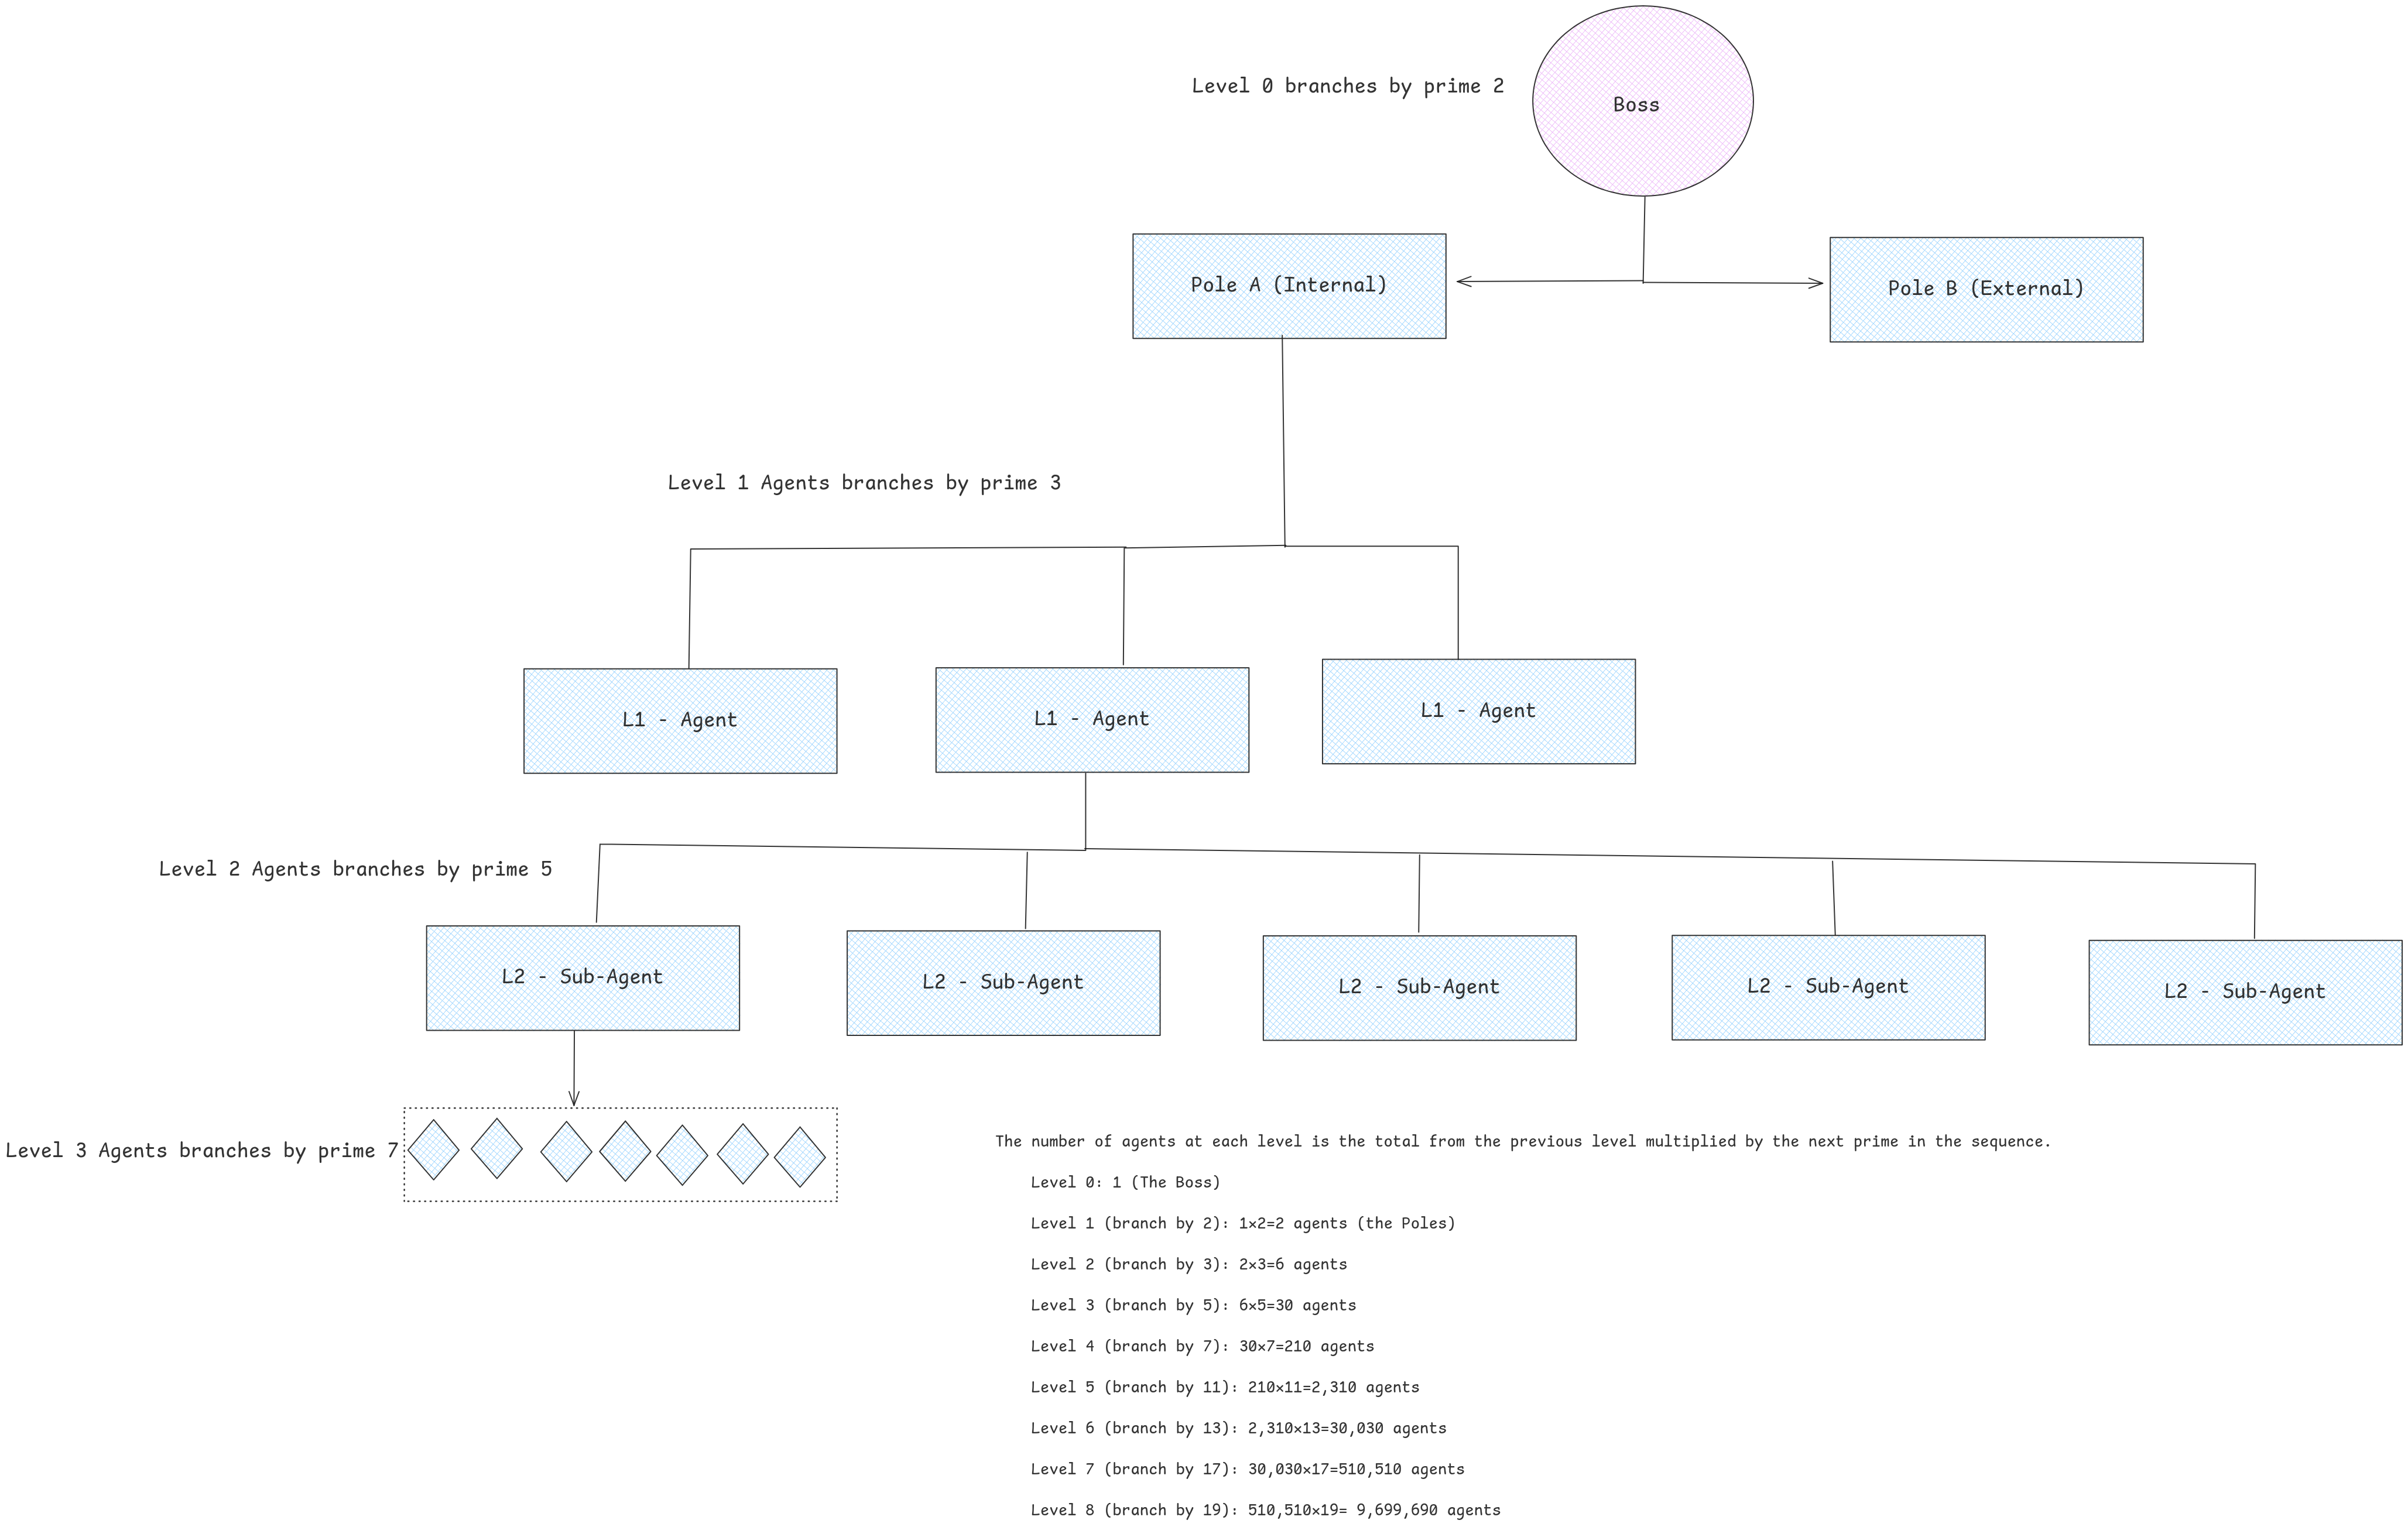 Level 0 branches by prime 2
Boss
Pole A (Internal)
Pole B (External)
Level 1 Agents branches by prime 3
L1 - Agent
L1 - Agent
L1 - Agent
Level 2 Agents branches by prime 5
L2 - Sub-Agent
L2 - Sub-Agent
L2 - Sub-Agent
L2 - Sub-Agent
L2 - Sub-Agent
Level 3 Agents branches by prime 7
The number of agents at each level is the total from the previous level multiplied by the next prime in the sequence.
Level 0: 1 (The Boss)
Level 1 (branch by 2): 1×2=2 agents (the Poles)
Level 2 (branch by 3): 2×3=6 agents
Level 3 (branch by 5): 6×5=30 agents
Level 4 (branch by 7): 30×7=210 agents
Level 5 (branch by 11): 210×11=2,310 agents
Level 6 (branch by 13): 2,310×13=30,030 agents
Level 7 (branch by 17): 30,030×17=510,510 agents
Level 8 (branch by 19): 510,510×19= 9,699,690 agents